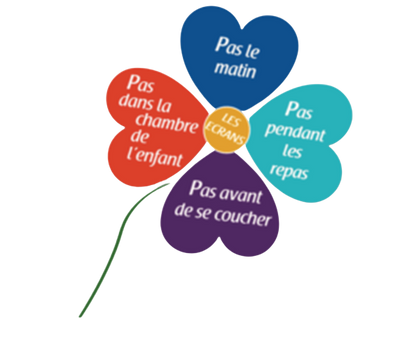 Pas le
matin
Pas
dans la
chambre
de
l'enfant
LES
ECRANS
Pas
pendant
les
repas
Pas avant
de se coucher